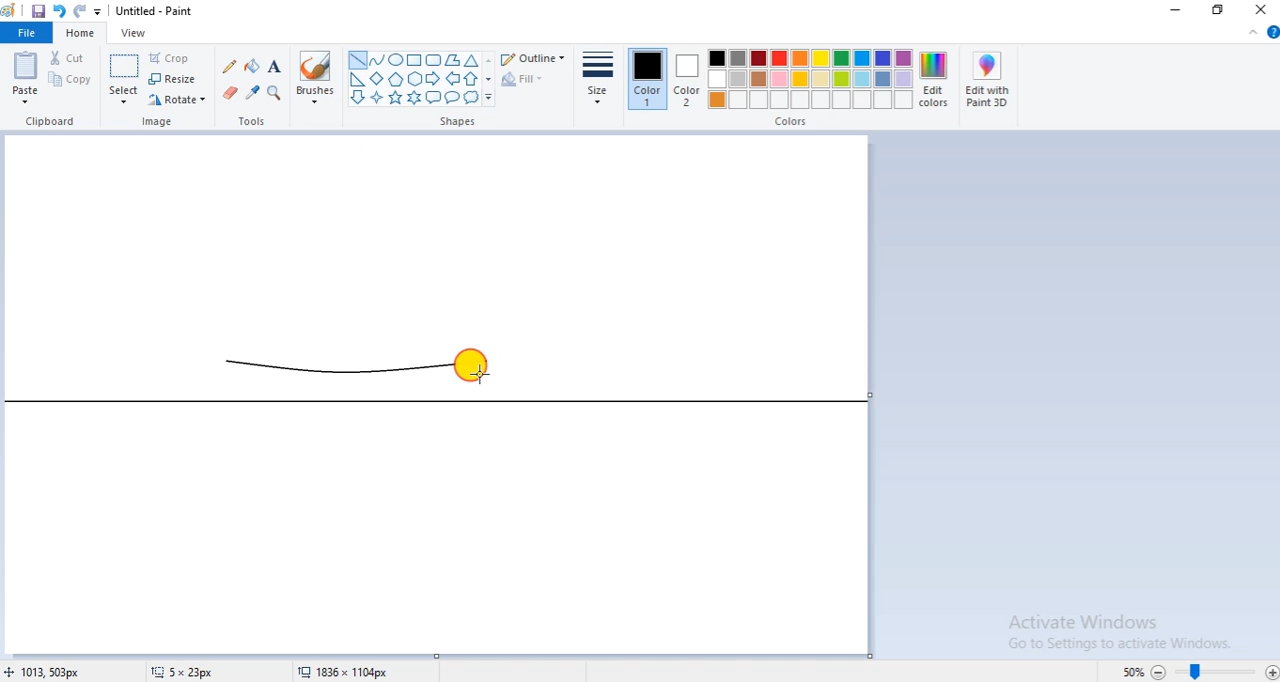 Untitled - Paint
File Home View
Paste Cut Copy Select Crop Resize Rotate A Brushes Outline Fill Size Color 1 Color 2 Edit colors Edit with Paint 3D
Clipboard Image Tools Shapes Colors
Activate Windows
Go to Settings to activate Windows.
1013, 503px 5 × 23px 1836 × 1104px 50%